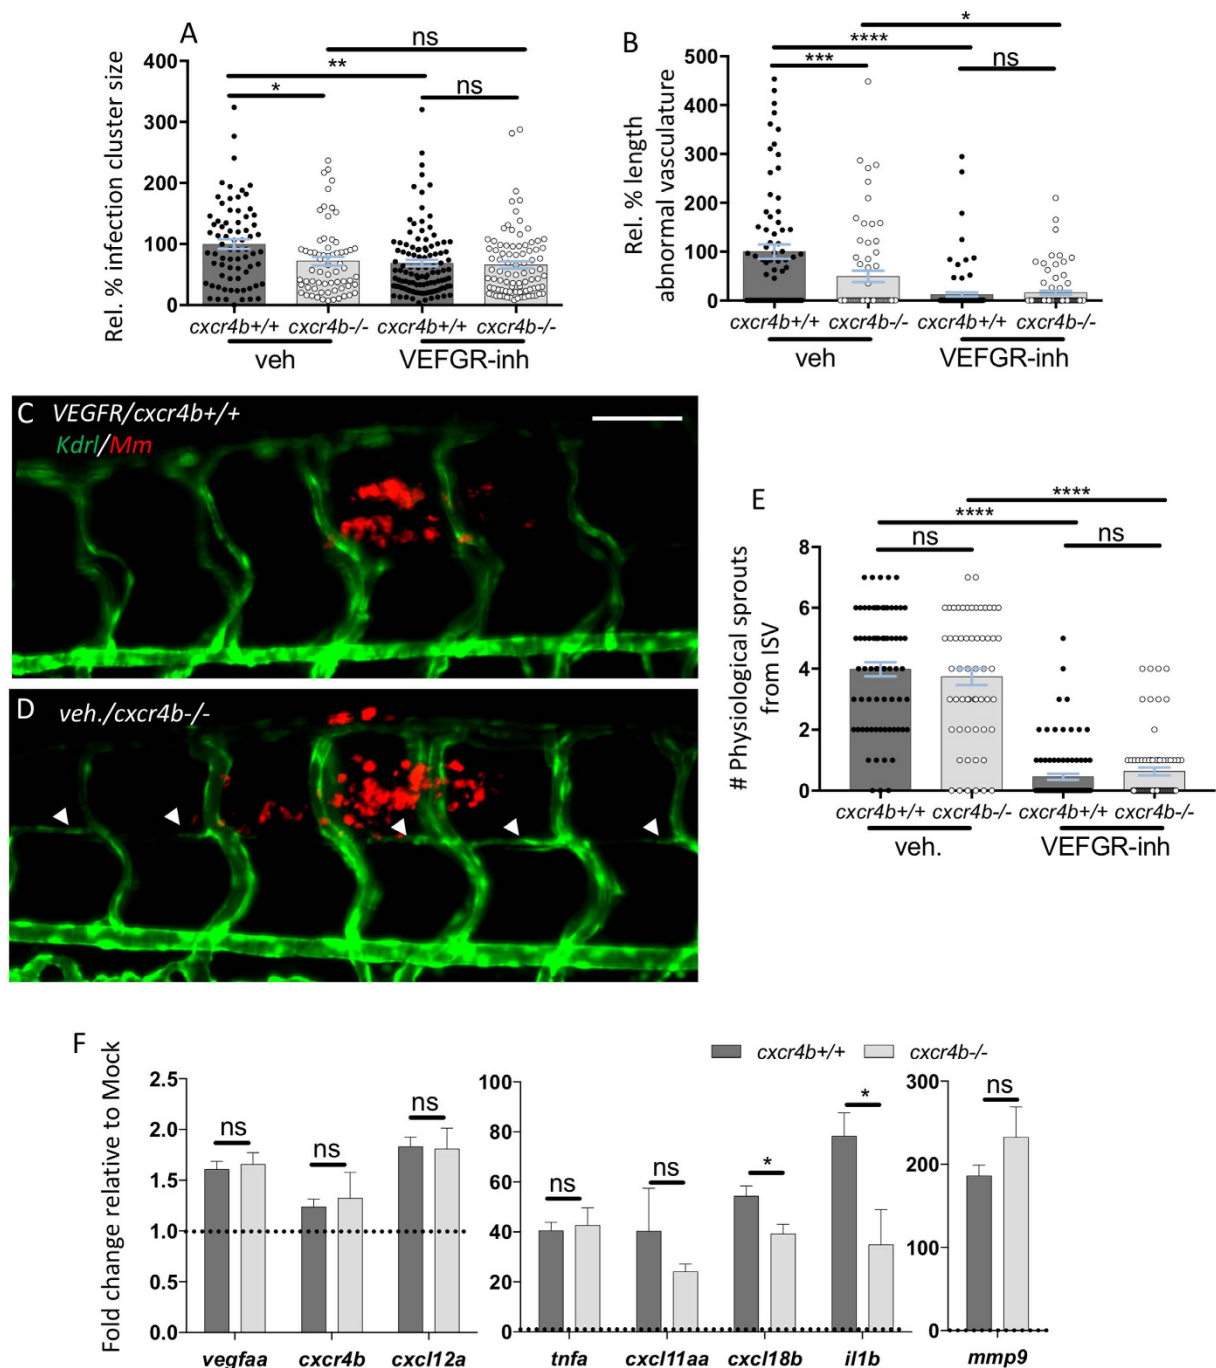 A
Rel. % infection cluster size
400
300
200
100
0
ns
**
*
ns
cxcr4b+/+ cxcr4b-/- cxcr4b+/+ cxcr4b-/-
veh VEFGR-inh
B
Rel. % length
abnormal vasculature
500
400
300
200
100
0
*
****
***
ns
cxcr4b+/+ cxcr4b-/- cxcr4b+/+ cxcr4b-/-
veh VEFGR-inh
C VEGFR/cxcr4b+/+
Kdrl/Mm
D veh./cxcr4b-/-
E
# Physiological sprouts
from ISV
8
6
4
2
0
****
****
ns ns
cxcr4b+/+ cxcr4b-/- cxcr4b+/+ cxcr4b-/-
veh. VEFGR-inh
F
Fold change relative to Mock
cxcr4b+/+ cxcr4b-/-
2.5
2.0
1.5
1.0
0.5
0.0
ns ns ns
vegfaa cxcr4b cxcl12a
100
80
60
40
20
0
ns ns * *
tnfa cxcl11aa cxcl18b il1b
300
200
100
0
ns
mmp9